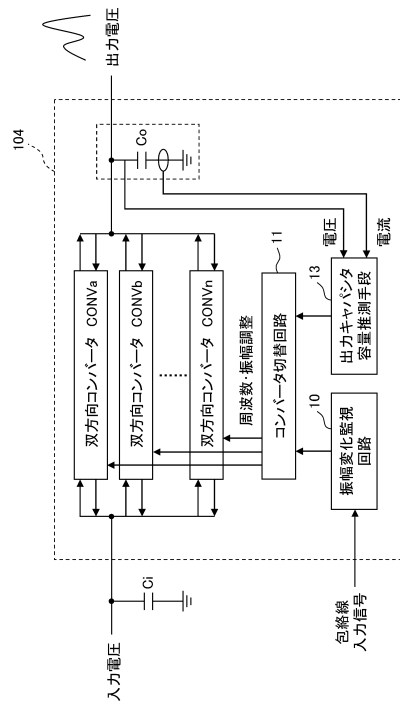 104
入力電圧
Ci
双方向コンバータ CONVa
双方向コンバータ CONVb
双方向コンバータ CONVn
Co
出力電圧
周波数・振幅調整
コンバータ切替回路
11
電圧
電流
包絡線
入力信号
10
振幅変化監視
回路
13
出力キャパシタ
容量推測手段